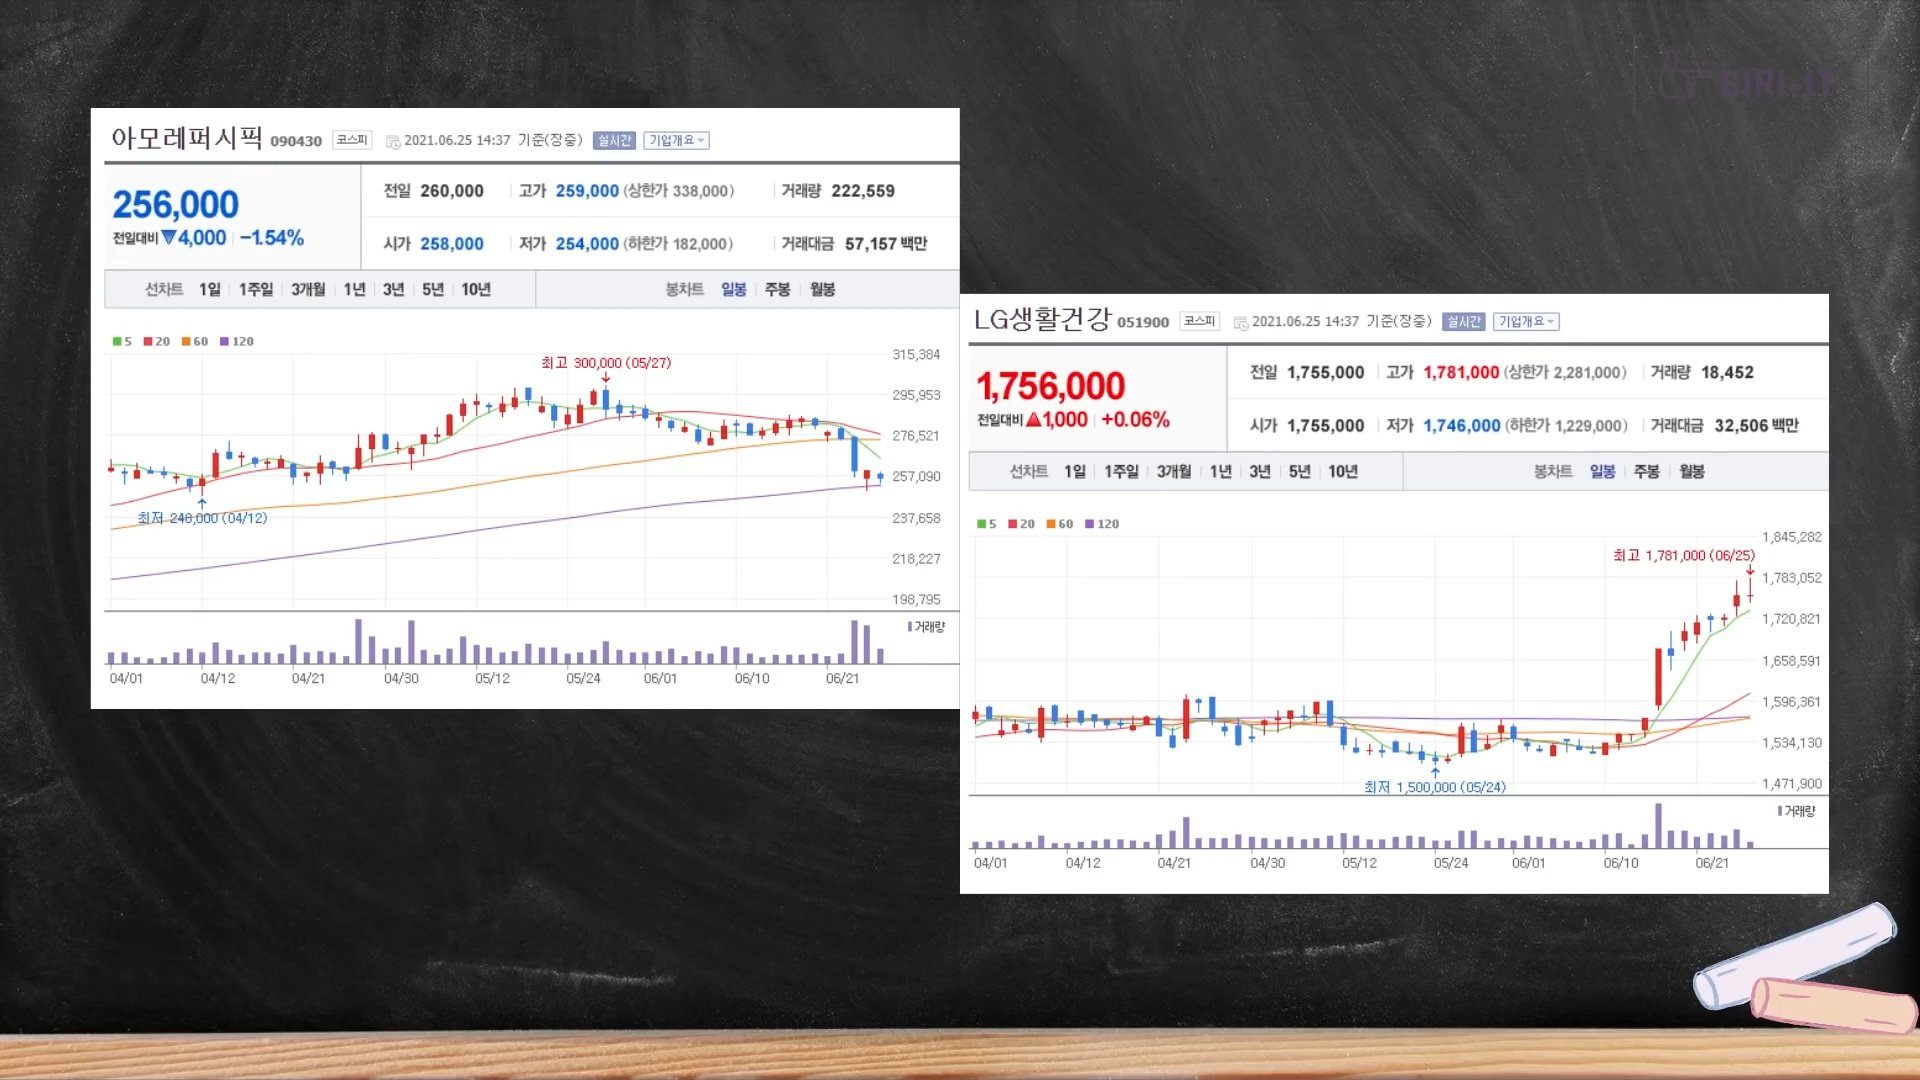 아모레퍼시픽 090430 코스피 2021.06.25 14:37 기준(장중) 실시간 기업개요
256,000
전일대비 ▼4,000 -1.54%
전일 260,000 고가 259,000 (상한가 338,000) 거래량 222,559
시가 258,000 저가 254,000 (하한가 182,000) 거래대금 57,157 백만
선차트 1일 1주일 3개월 1년 3년 5년 10년 봉차트 일봉 주봉 월봉
5 20 60 120
최고 300,000 (05/27)
최저 248,000 (04/12)
315,384
295,953
276,521
257,090
237,658
218,227
198,795
거래량
04/01 04/12 04/21 04/30 05/12 05/24 06/01 06/10 06/21
LG생활건강 051900 코스피 2021.06.25 14:37 기준(장중) 실시간 기업개요
1,756,000
전일대비 ▲1,000 +0.06%
전일 1,755,000 고가 1,781,000 (상한가 2,281,000) 거래량 18,452
시가 1,755,000 저가 1,746,000 (하한가 1,229,000) 거래대금 32,506 백만
선차트 1일 1주일 3개월 1년 3년 5년 10년 봉차트 일봉 주봉 월봉
5 20 60 120
최고 1,781,000 (06/25)
최저 1,500,000 (05/24)
1,845,282
1,783,052
1,720,821
1,658,591
1,596,361
1,534,130
1,471,900
거래량
04/01 04/12 04/21 04/30 05/12 05/24 06/01 06/10 06/21